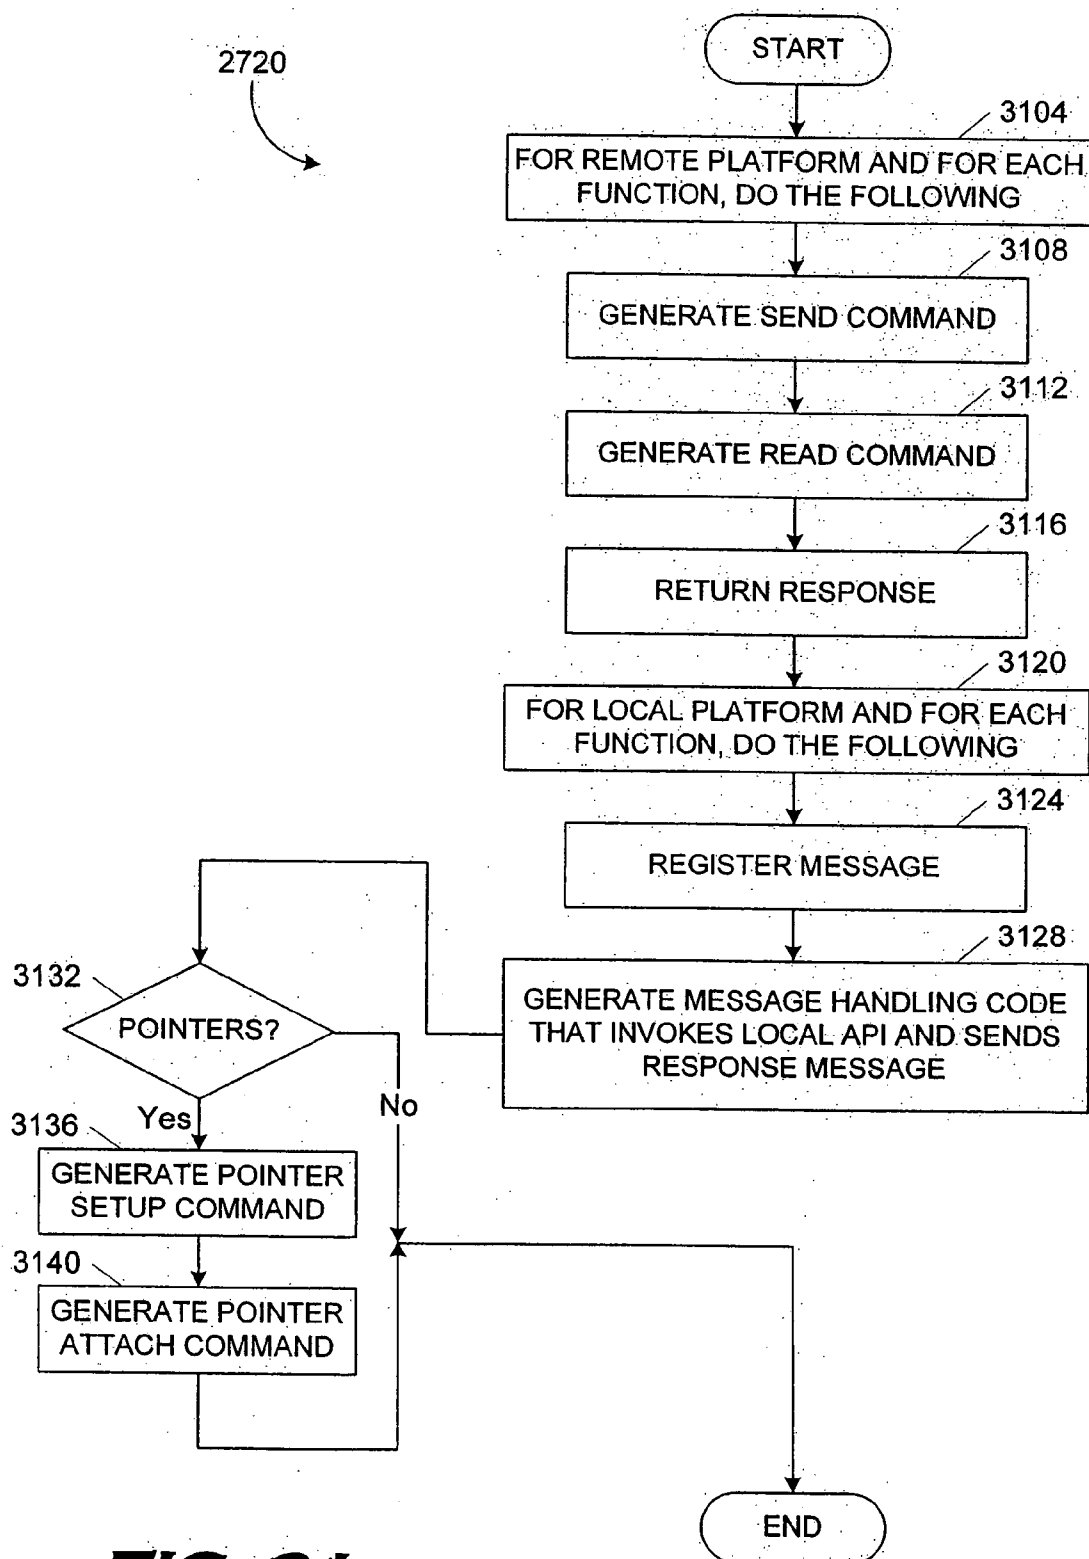 2720
START
3104
FOR REMOTE PLATFORM AND FOR EACH
FUNCTION, DO THE FOLLOWING
3108
GENERATE SEND COMMAND
3112
GENERATE READ COMMAND
3116
RETURN RESPONSE
3120
FOR LOCAL PLATFORM AND FOR EACH
FUNCTION, DO THE FOLLOWING
3124
REGISTER MESSAGE
3128
GENERATE MESSAGE HANDLING CODE
THAT INVOKES LOCAL API AND SENDS
RESPONSE MESSAGE
3132
POINTERS?
Yes
No
3136
GENERATE POINTER
SETUP COMMAND
3140
GENERATE POINTER
ATTACH COMMAND
END